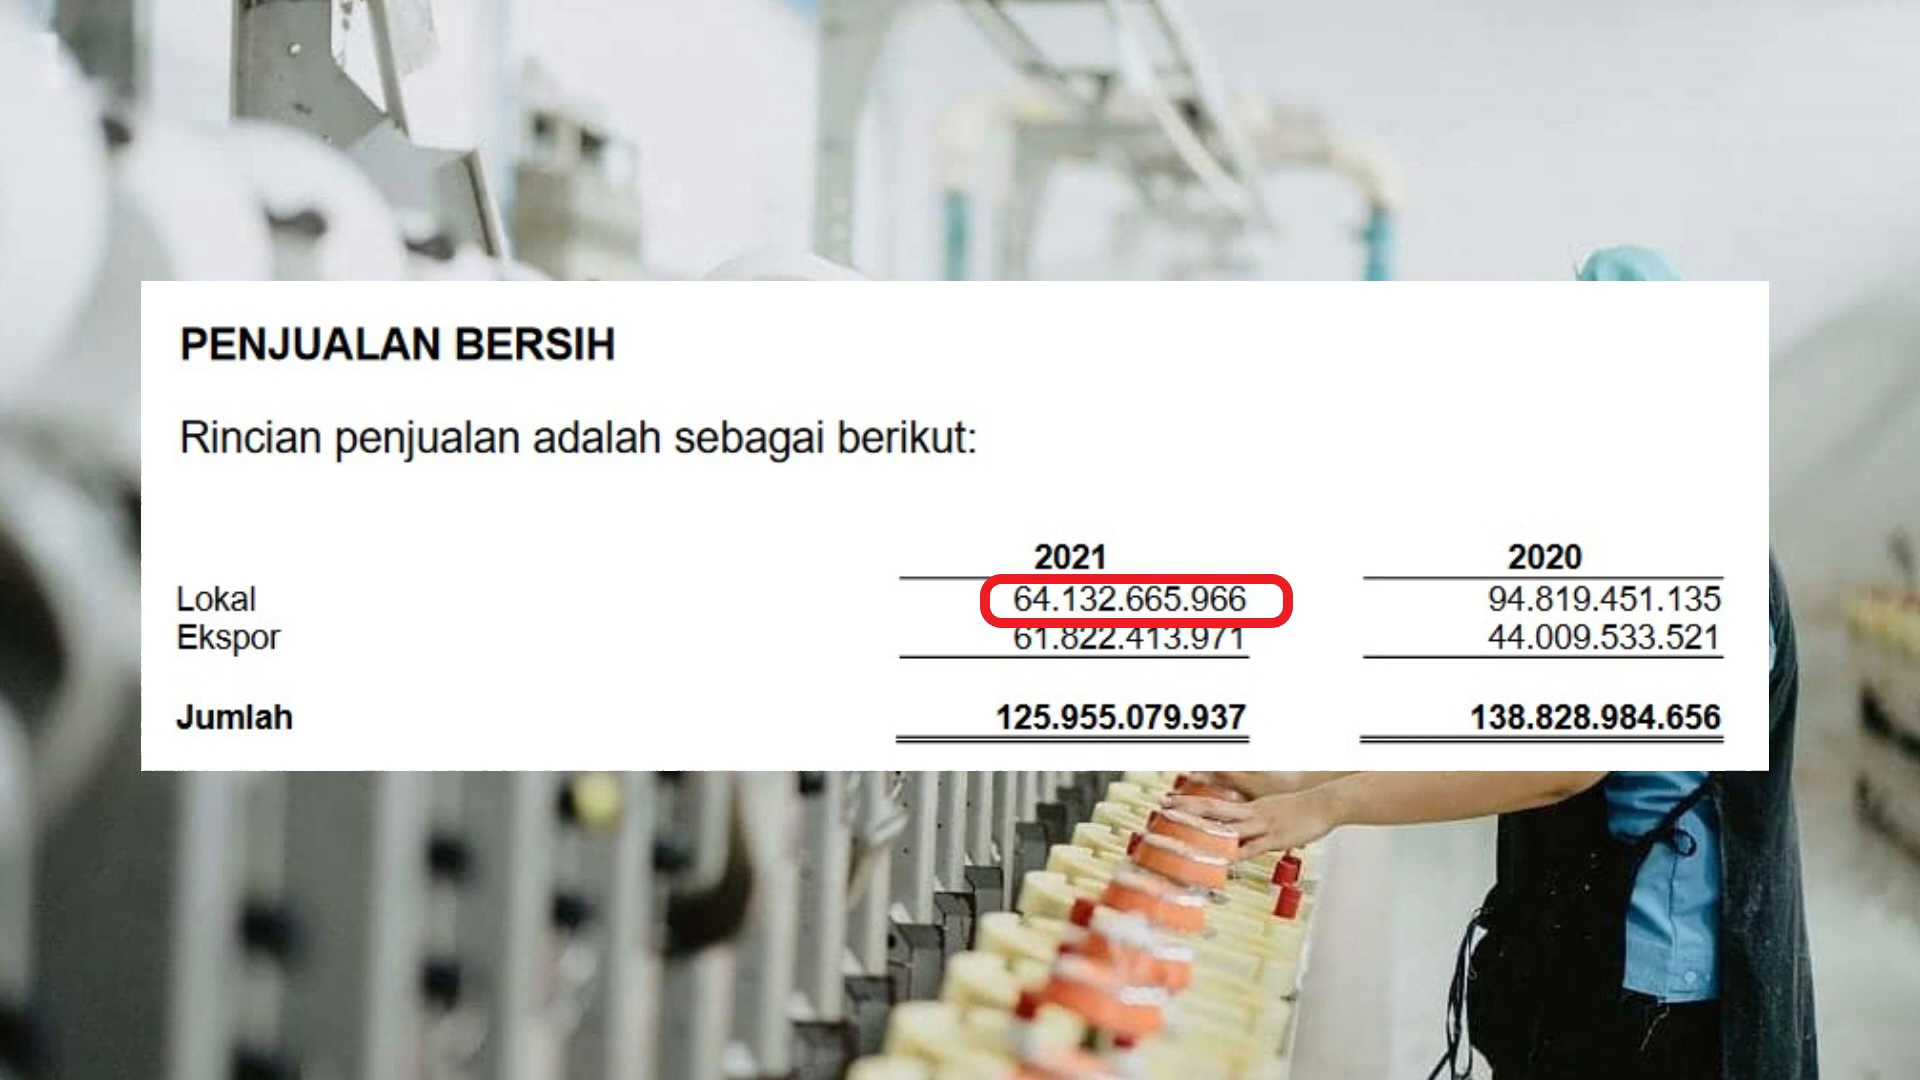 PENJUALAN BERSIH
Rincian penjualan adalah sebagai berikut:
2021 2020
Lokal 64.132.665.966 94.819.451.135
Ekspor 61.822.413.971 44.009.533.521
Jumlah 125.955.079.937 138.828.984.656